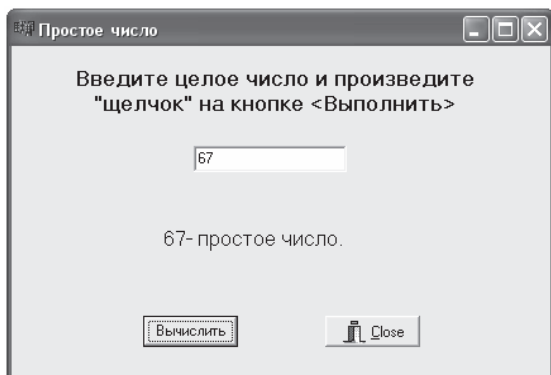 Простое число
Введите целое число и произведите
"щелчок" на кнопке <Выполнить>
67
67- простое число.
Вычислить
Close